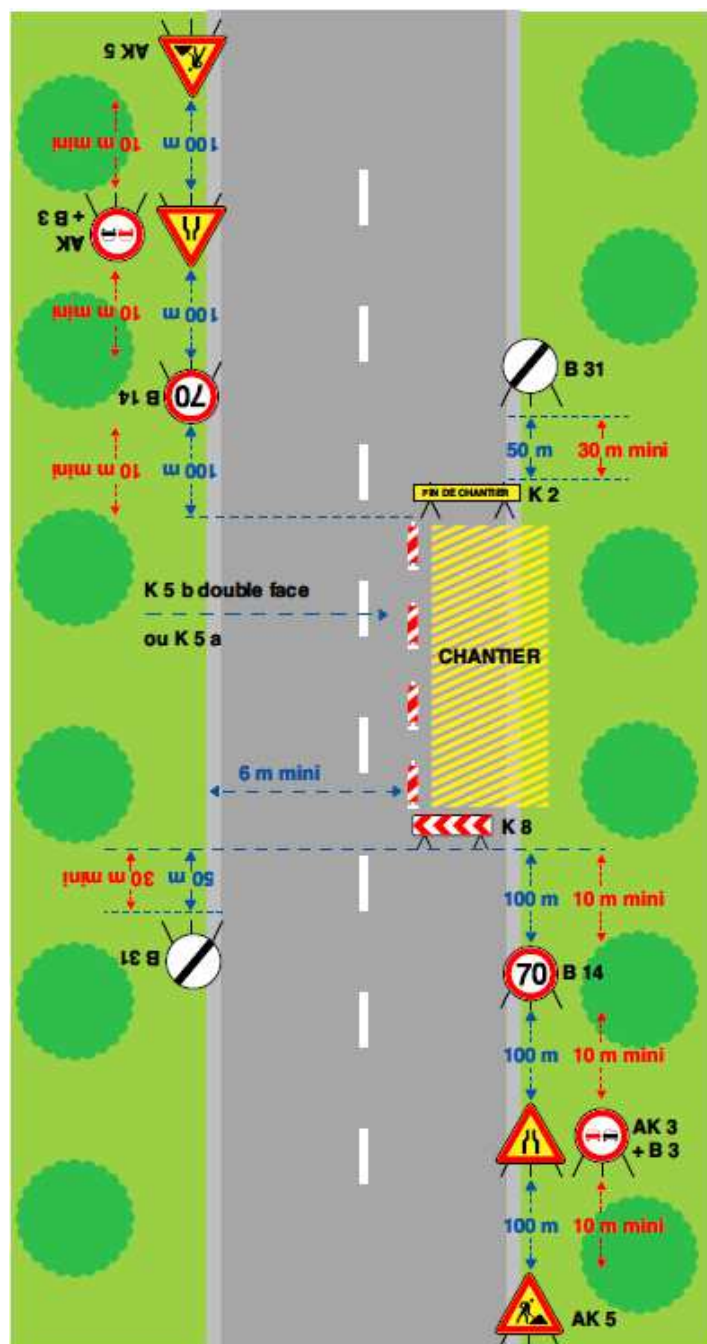 AK 5
10 m mini
100 m
AK
+ B 3
10 m mini
100 m
B 31
70
B 14
50 m
30 m mini
10 m mini
100 m
FIN DE CHANTIER
K 2
K 5 b double face
ou K 5 a
CHANTIER
6 m mini
K 8
30 m mini
50 m
100 m
10 m mini
B 31
70
B 14
100 m
10 m mini
AK 3
+ B 3
100 m
10 m mini
AK 5